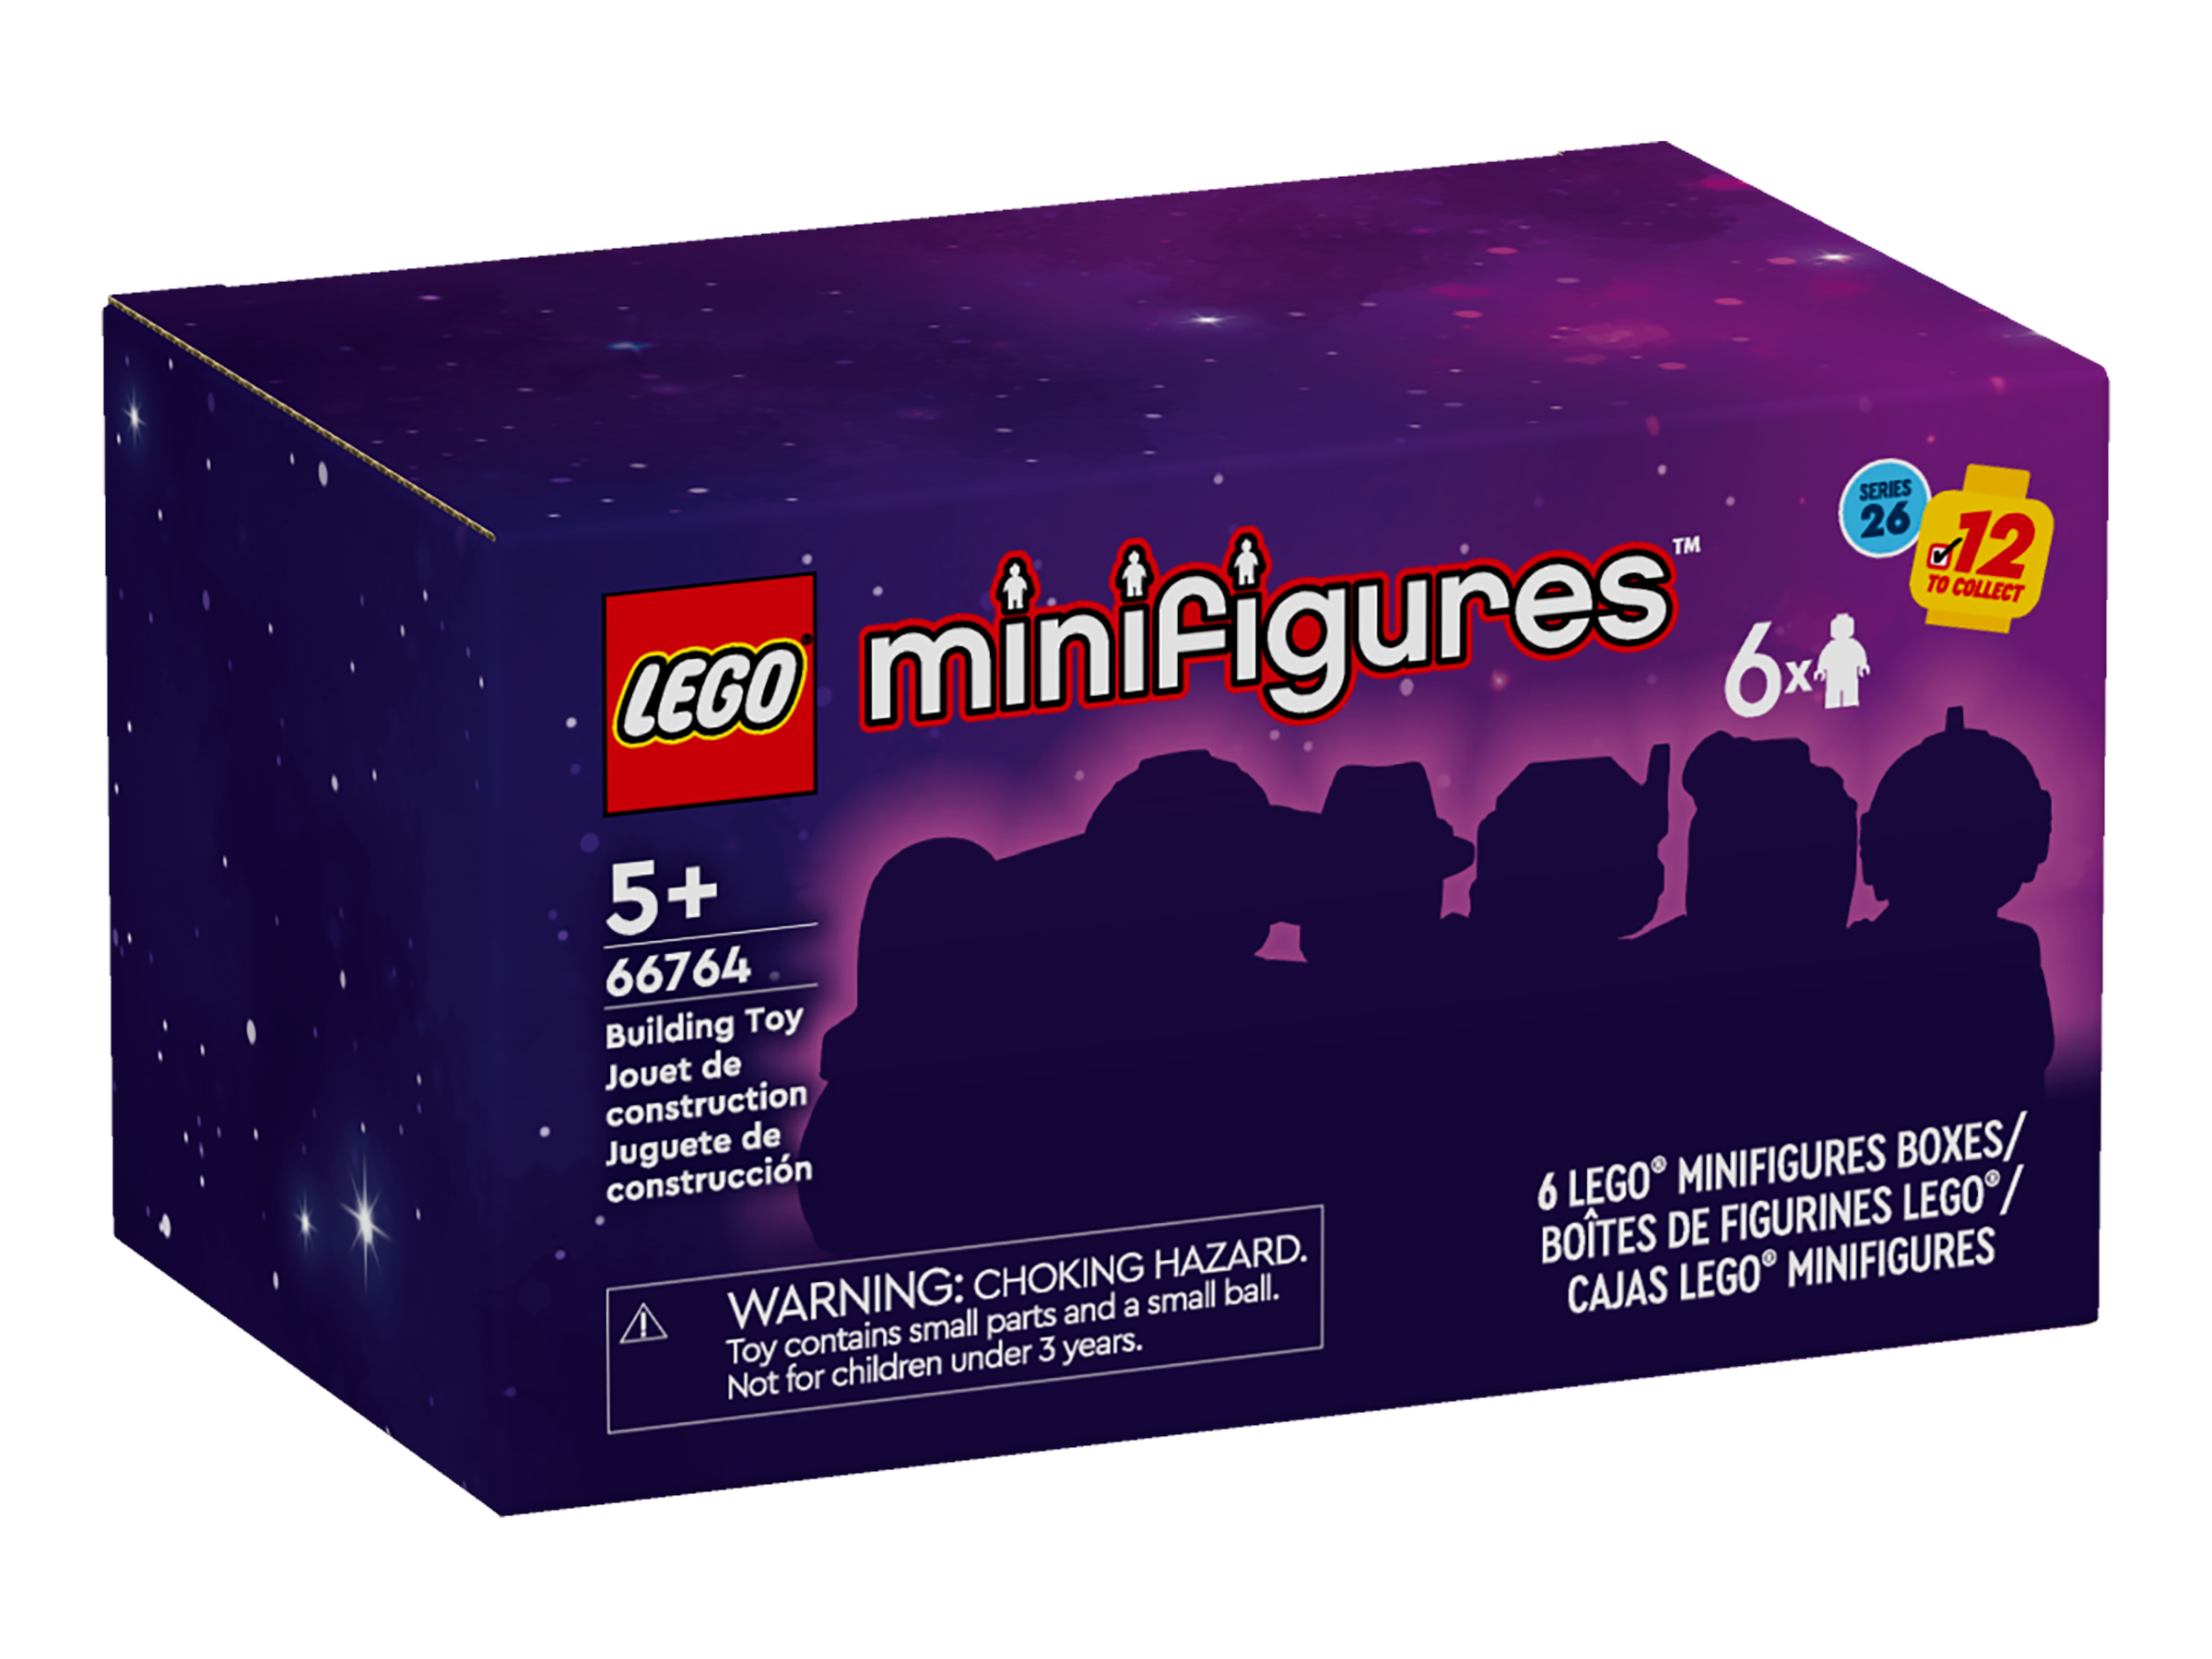 SERIES
26
12
TO COLLECT
LEGO®
minifigures™
6x
5+
66764
Building Toy
Jouet de
construction
Juguete de
construcción
WARNING: CHOKING HAZARD.
Toy contains small parts and a small ball.
Not for children under 3 years.
6 LEGO® MINIFIGURES BOXES/
BOÎTES DE FIGURINES LEGO®/
CAJAS LEGO® MINIFIGURES